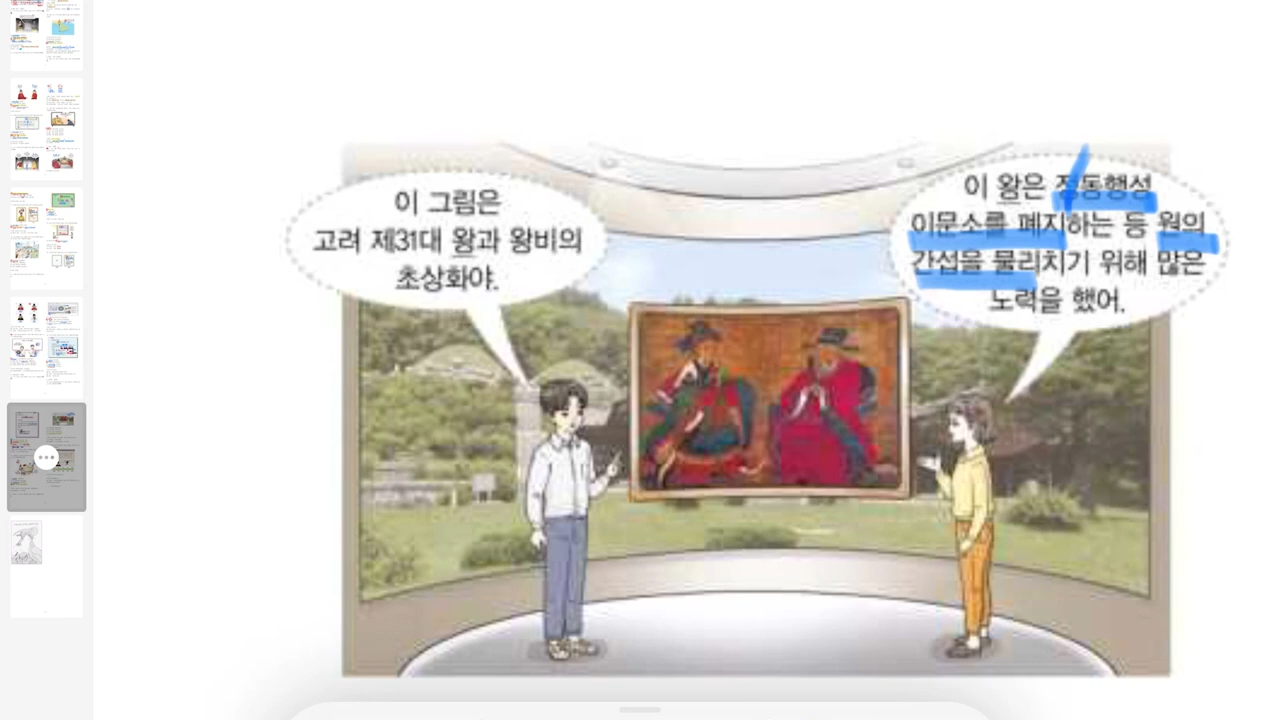 이 그림은
고려 제31대 왕과 왕비의
초상화야.
이 왕은 정동행성
이문소를 폐지하는 등 원의
간섭을 물리치기 위해 많은
노력을 했어.